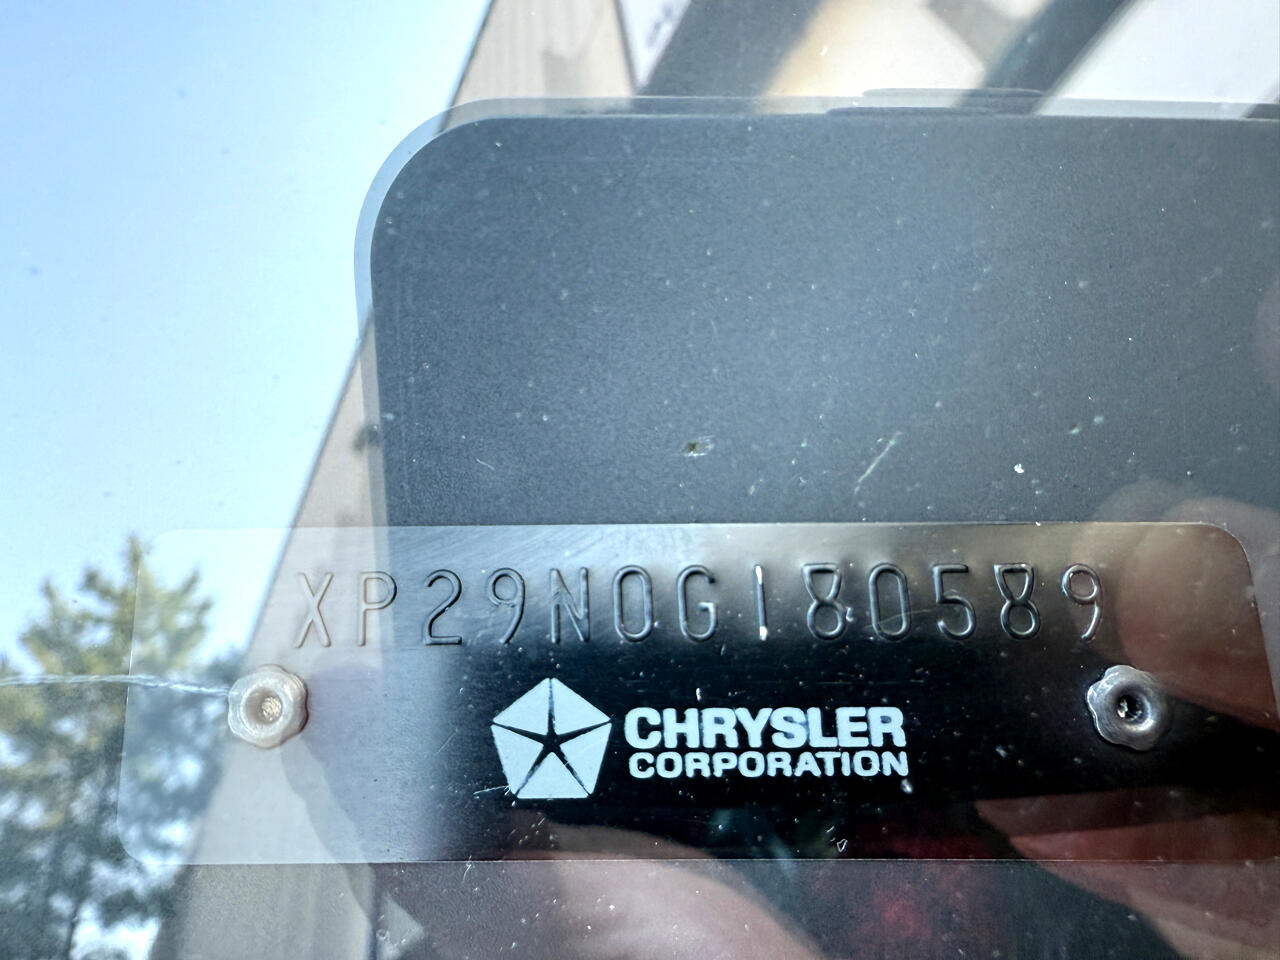 XP29N0G180589
CHRYSLER
CORPORATION